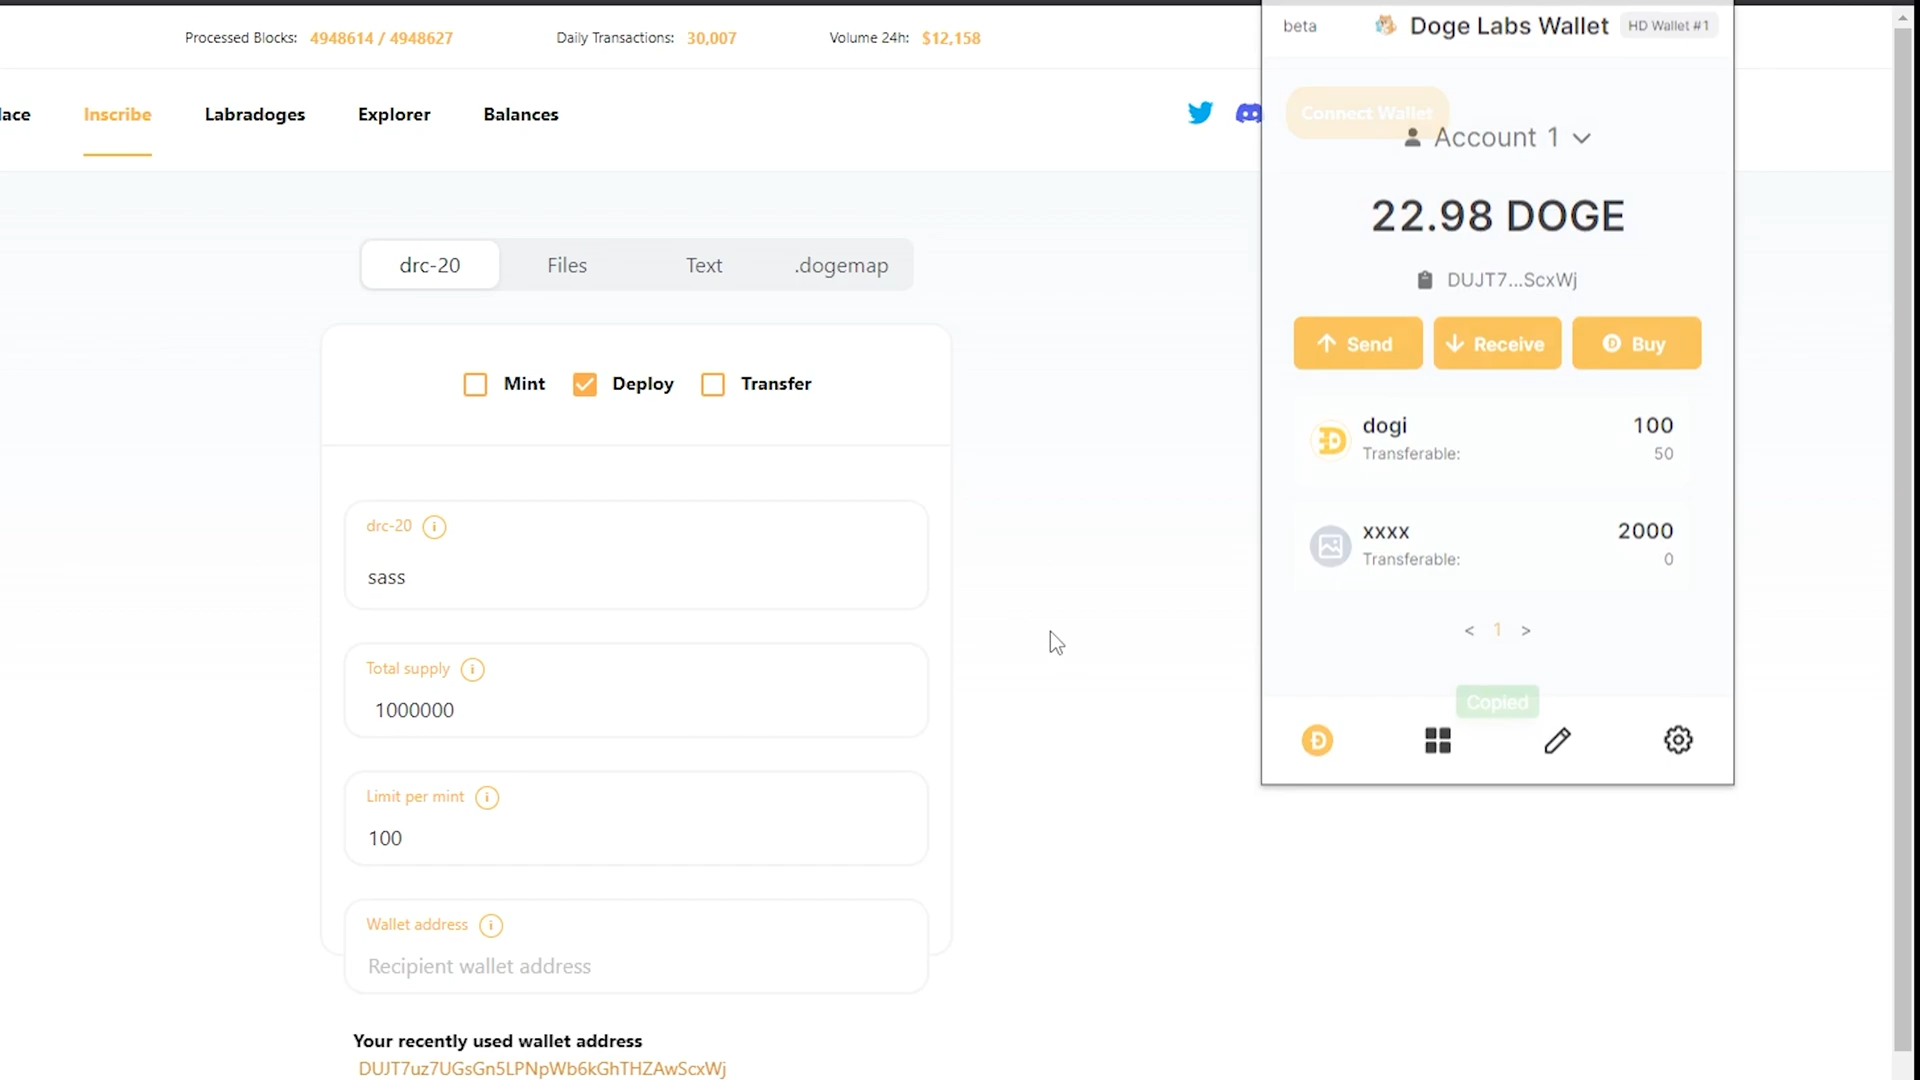 Processed Blocks: 4948614 / 4948627 Daily Transactions: 30,007 Volume 24h: $12,158
lace Inscribe Labradoges Explorer Balances
drc-20 Files Text .dogemap
Mint Deploy Transfer
drc-20
sass
Total supply
1000000
Limit per mint
100
Wallet address
Recipient wallet address
Your recently used wallet address
DUJT7uz7UGsGn5LPNpWb6kGhTHZAwScxWj
beta Doge Labs Wallet HD Wallet #1
Connect Wallet
Account 1
22.98 DOGE
DUJT7...ScxWj
Send Receive Buy
dogi 100
Transferable: 50
xxxx 2000
Transferable: 0
< 1 >
Copied